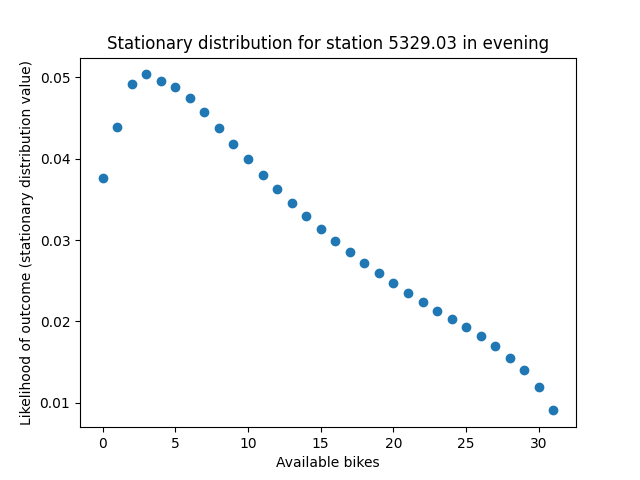 Stationary distribution for station 5329.03 in evening
Likelihood of outcome (stationary distribution value)
0.05
0.04
0.03
0.02
0.01
0 5 10 15 20 25 30
Available bikes